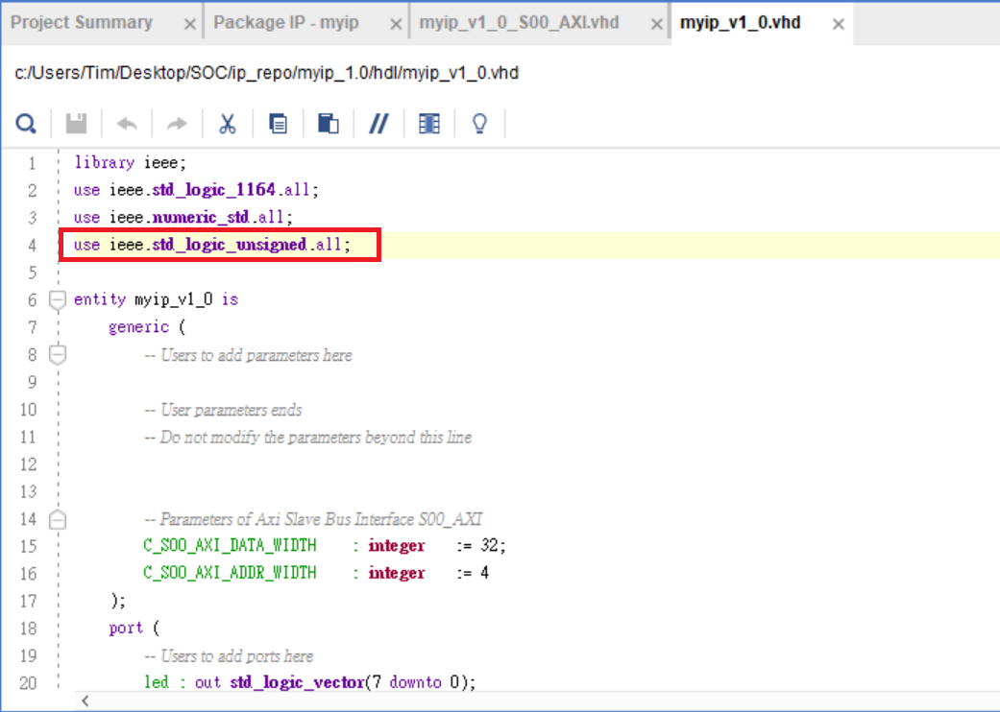 Project Summary × Package IP - myip × myip_v1_0_S00_AXI.vhd × myip_v1_0.vhd ×
c:/Users/Tim/Desktop/SOC/ip_repo/myip_1.0/hdl/myip_v1_0.vhd
1 library ieee;
2 use ieee.std_logic_1164.all;
3 use ieee.numeric_std.all;
4 use ieee.std_logic_unsigned.all;
5
6 entity myip_v1_0 is
7 generic (
8 -- Users to add parameters here
9
10 -- User parameters ends
11 -- Do not modify the parameters beyond this line
12
13
14 -- Parameters of Axi Slave Bus Interface S00_AXI
15 C_S00_AXI_DATA_WIDTH : integer := 32;
16 C_S00_AXI_ADDR_WIDTH : integer := 4
17 );
18 port (
19 -- Users to add ports here
20 led : out std_logic_vector(7 downto 0);